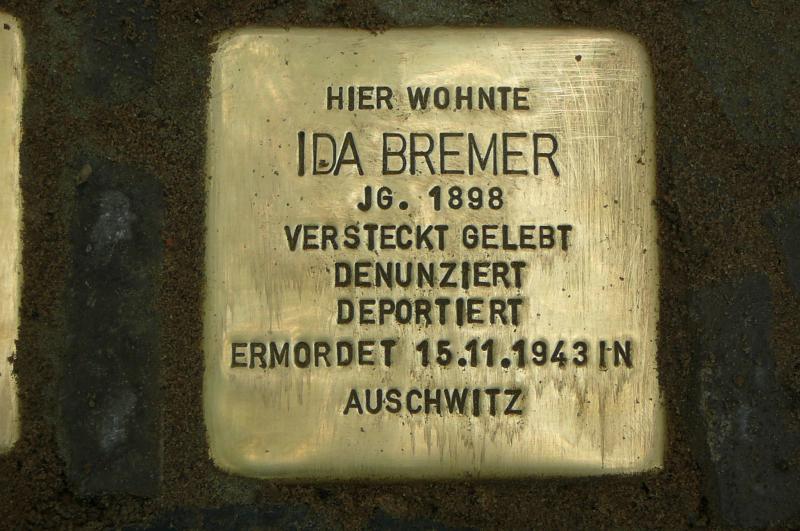 HIER WOHNTE
IDA BREMER
JG. 1898
VERSTECKT GELEBT
DENUNZIERT
DEPORTIERT
ERMORDET 15.11.1943 IN
AUSCHWITZ